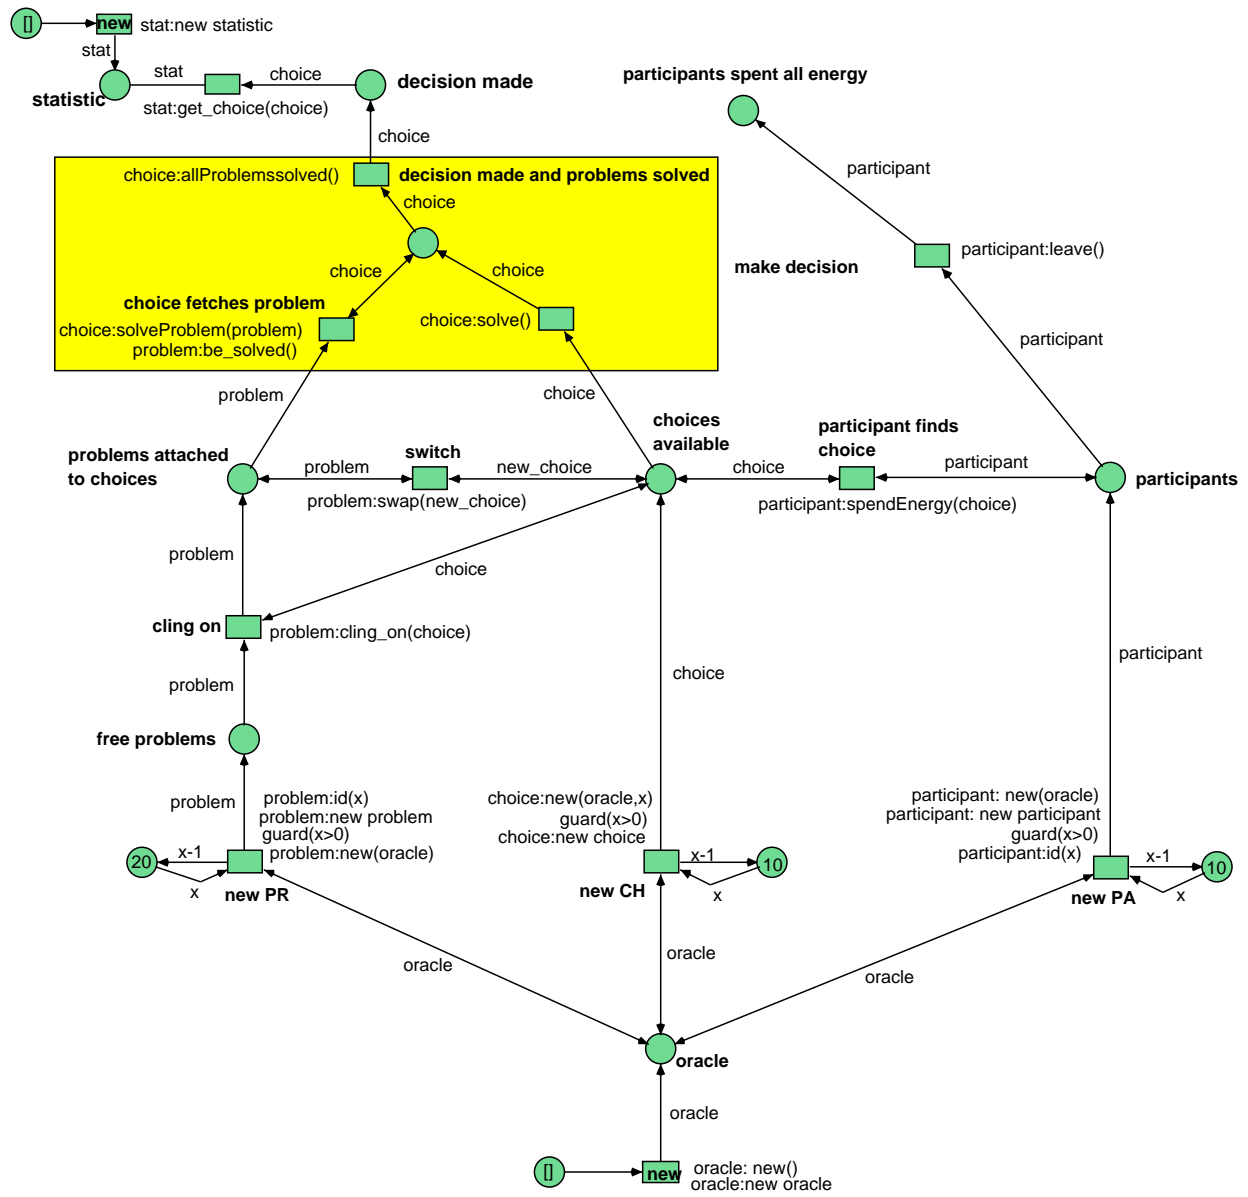 []
new
stat:new statistic
stat
stat
choice
decision made
statistic
stat:get_choice(choice)
participants spent all energy
choice
choice:allProblemssolved()
decision made and problems solved
choice
participant
choice
choice
make decision
participant:leave()
choice fetches problem
choice:solveProblem(problem)
problem:be_solved()
choice:solve()
participant
problem
choice
problems attached
to choices
problem
switch
new_choice
problem:swap(new_choice)
choices
available
choice
participant finds
choice
participant
participant:spendEnergy(choice)
participants
problem
choice
cling on
problem:cling_on(choice)
problem
choice
participant
free problems
problem
problem:id(x)
problem:new problem
guard(x>0)
problem:new(oracle)
20
x-1
x
new PR
choice:new(oracle,x)
guard(x>0)
choice:new choice
x-1
10
x
new CH
participant: new(oracle)
participant: new participant
guard(x>0)
participant:id(x)
x-1
10
x
new PA
oracle
oracle
oracle
oracle
oracle
[]
new
oracle: new()
oracle:new oracle